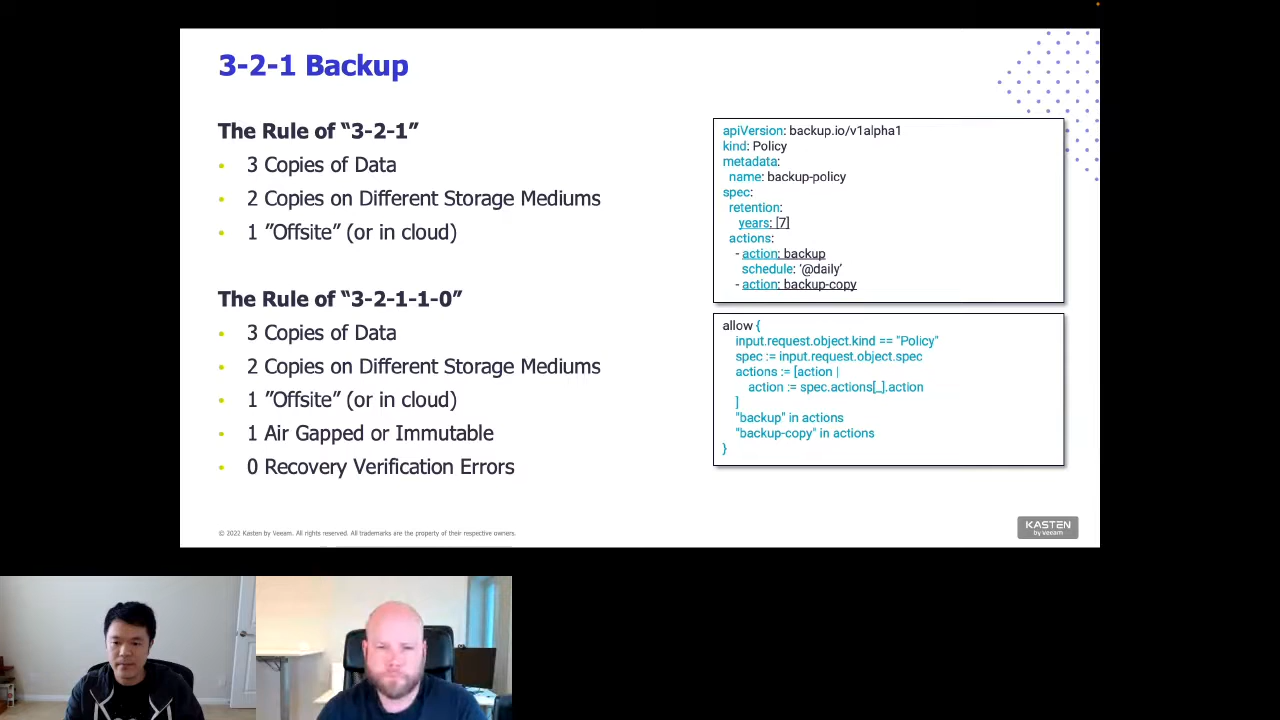 3-2-1 Backup
The Rule of “3-2-1”
• 3 Copies of Data
• 2 Copies on Different Storage Mediums
• 1 ”Offsite” (or in cloud)
The Rule of “3-2-1-1-0”
• 3 Copies of Data
• 2 Copies on Different Storage Mediums
• 1 ”Offsite” (or in cloud)
• 1 Air Gapped or Immutable
• 0 Recovery Verification Errors
apiVersion: backup.io/v1alpha1
kind: Policy
metadata:
name: backup-policy
spec:
retention:
years: [7]
actions:
- action: backup
schedule: ‘@daily’
- action: backup-copy
allow {
input.request.object.kind == "Policy"
spec := input.request.object.spec
actions := [action |
action := spec.actions[_].action
]
"backup" in actions
"backup-copy" in actions
}
© 2022 Kasten by Veeam. All rights reserved. All trademarks are the property of their respective owners.
KASTEN
by veeam